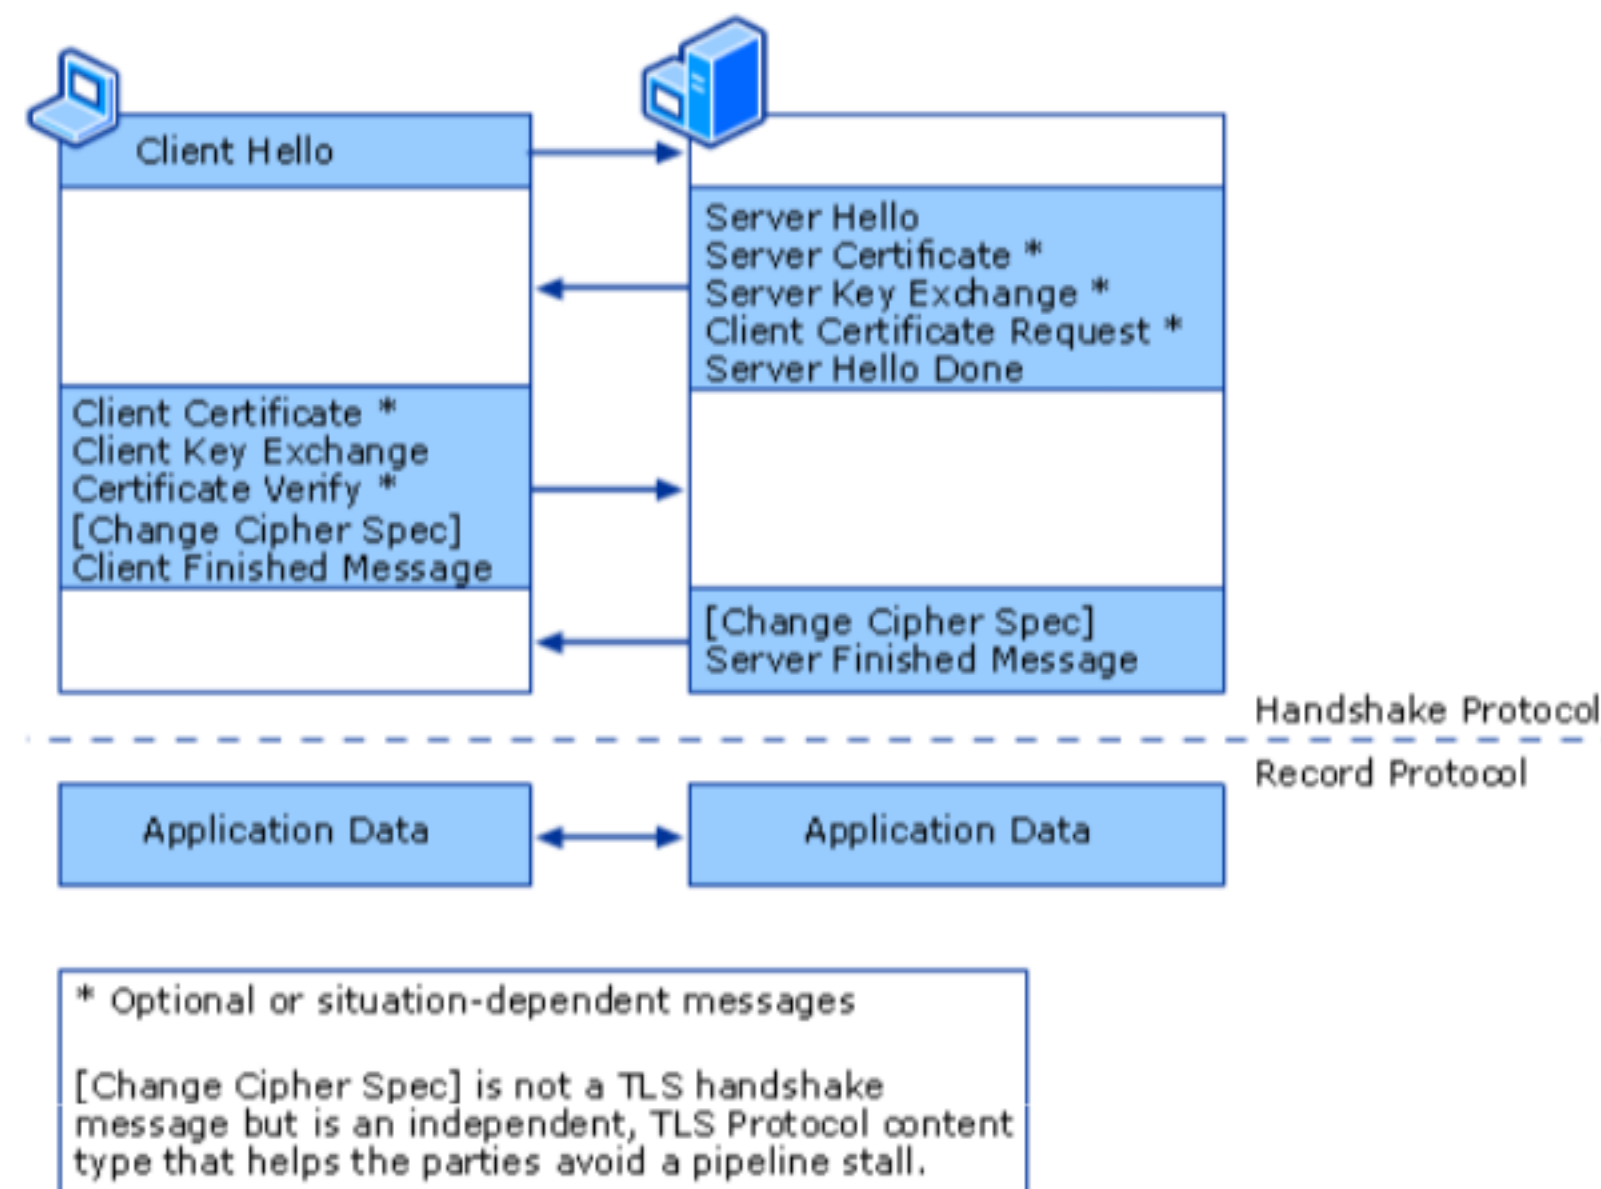 Client Hello
Server Hello
Server Certificate *
Server Key Exchange *
Client Certificate Request *
Server Hello Done
Client Certificate *
Client Key Exchange
Certificate Verify *
[Change Cipher Spec]
Client Finished Message
[Change Cipher Spec]
Server Finished Message
Handshake Protocol
Record Protocol
Application Data
Application Data
* Optional or situation-dependent messages
[Change Cipher Spec] is not a TLS handshake
message but is an independent, TLS Protocol content
type that helps the parties avoid a pipeline stall.